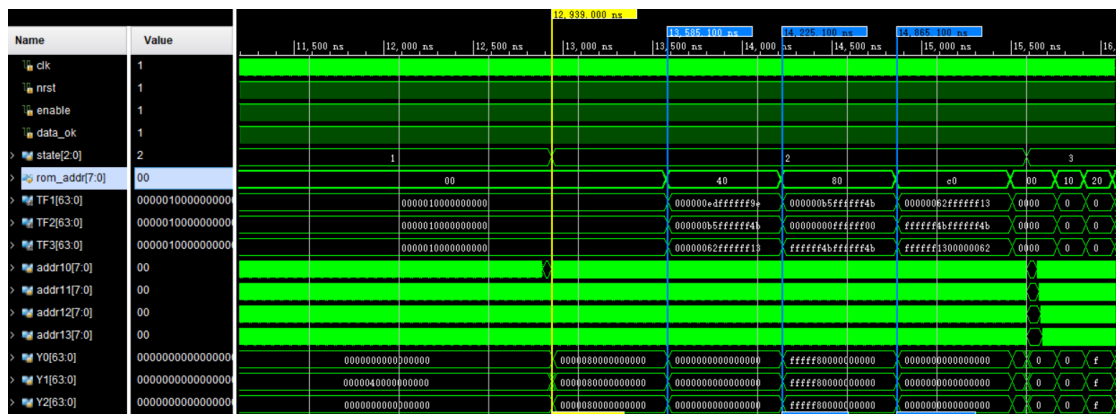 12,939.000 ns
13,585.100 ns 14,225.100 ns 14,865.100 ns
Name Value 11,500 ns 12,000 ns 12,500 ns 13,000 ns 13,500 ns 14,000 ns 14,500 ns 15,000 ns 15,500 ns 16,
clk 1
nrst 1
enable 1
data_ok 1
state[2:0] 2 1 2 3
rom_addr[7:0] 00 00 40 80 c0 00 10 20
TF1[63:0] 0000010000000000 0000010000000000 000000edffffff9e 000000b5ffffff4b 00000062ffffff13 0000 0 0
TF2[63:0] 0000010000000000 0000010000000000 000000b5ffffff4b 00000000ffffff00 ffffff4bffffff4b 0000 0 0
TF3[63:0] 0000010000000000 0000010000000000 00000062ffffff13 ffffff4bffffff4b ffffff1300000062 0000 0 0
addr10[7:0] 00
addr11[7:0] 00
addr12[7:0] 00
addr13[7:0] 00
Y0[63:0] 0000000000000000 0000080000000000 0000000000000000 fffff80000000000 0000000000000000 0 0 f
Y1[63:0] 0000040000000000 0000080000000000 0000000000000000 fffff80000000000 0000000000000000 0 0 f
Y2[63:0] 0000000000000000 0000080000000000 0000000000000000 fffff80000000000 0000000000000000 0 0 f